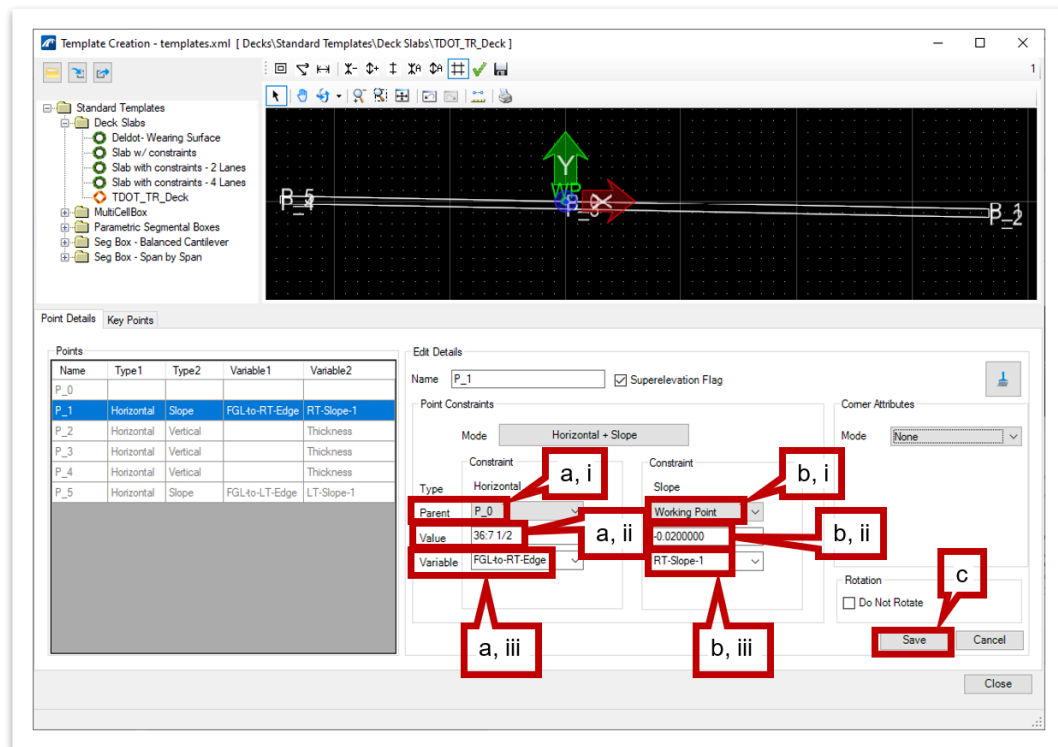 Template Creation - templates.xml [ Decks\Standard Templates\Deck Slabs\TDOT_TR_Deck ]
1
Standard Templates
Deck Slabs
Deldot- Wearing Surface
Slab w/ constraints
Slab with constraints - 2 Lanes
Slab with constraints - 4 Lanes
TDOT_TR_Deck
MultiCellBox
Parametric Segmental Boxes
Seg Box - Balanced Cantilever
Seg Box - Span by Span
Y
WP
X
P_5
P_1
P_2
Point Details Key Points
Points
Name Type1 Type2 Variable1 Variable2
P_0
P_1 Horizontal Slope FGL-to-RT-Edge RT-Slope-1
P_2 Horizontal Vertical Thickness
P_3 Horizontal Vertical Thickness
P_4 Horizontal Vertical Thickness
P_5 Horizontal Slope FGL-to-LT-Edge LT-Slope-1
Edit Details
Name P_1 Superelevation Flag
Point Constraints
Mode Horizontal + Slope
Constraint Constraint
Type Horizontal Slope
Parent P_0 Working Point
Value 36:7 1/2 -0.0200000
Variable FGL-to-RT-Edge RT-Slope-1
a, i
b, i
a, ii
b, ii
a, iii
b, iii
c
Corner Attributes
Mode None
Rotation
Do Not Rotate
Save Cancel
Close